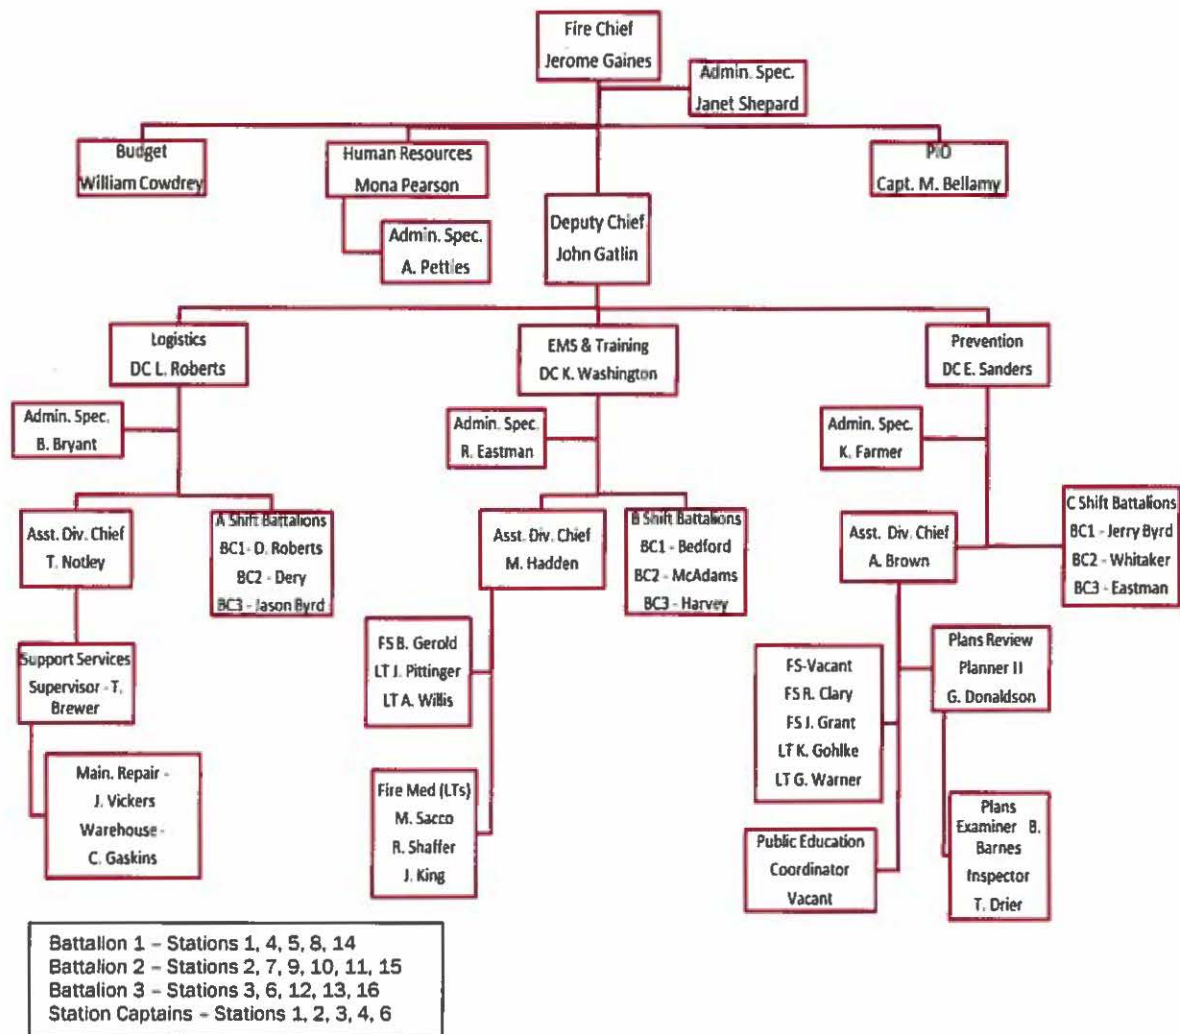 Fire Chief
Jerome Gaines
Admin. Spec.
Janet Shepard
Budget
William Cowdrey
Human Resources
Mona Pearson
PIO
Capt. M. Bellamy
Admin. Spec.
A. Pettles
Deputy Chief
John Gatlin
Logistics
DC L. Roberts
EMS & Training
DC K. Washington
Prevention
DC E. Sanders
Admin. Spec.
B. Bryant
Admin. Spec.
R. Eastman
Admin. Spec.
K. Farmer
Asst. Div. Chief
T. Notley
A Shift Battalions
BC1 - D. Roberts
BC2 - Dery
BC3 - Jason Byrd
Asst. Div. Chief
M. Hadden
B Shift Battalions
BC1 - Bedford
BC2 - McAdams
BC3 - Harvey
Asst. Div. Chief
A. Brown
C Shift Battalions
BC1 - Jerry Byrd
BC2 - Whitaker
BC3 - Eastman
Support Services
Supervisor - T.
Brewer
FS B. Gerold
LT J. Pittinger
LT A. Willis
FS-Vacant
FS R. Clary
FS J. Grant
LT K. Gohlke
LT G. Warner
Plans Review
Planner II
G. Donaldson
Main. Repair -
J. Vickers
Warehouse -
C. Gaskins
Fire Med (LTs)
M. Sacco
R. Shaffer
J. King
Public Education
Coordinator
Vacant
Plans
Examiner B.
Barnes
Inspector
T. Drier
Battalion 1 – Stations 1, 4, 5, 8, 14
Battalion 2 – Stations 2, 7, 9, 10, 11, 15
Battalion 3 – Stations 3, 6, 12, 13, 16
Station Captains – Stations 1, 2, 3, 4, 6